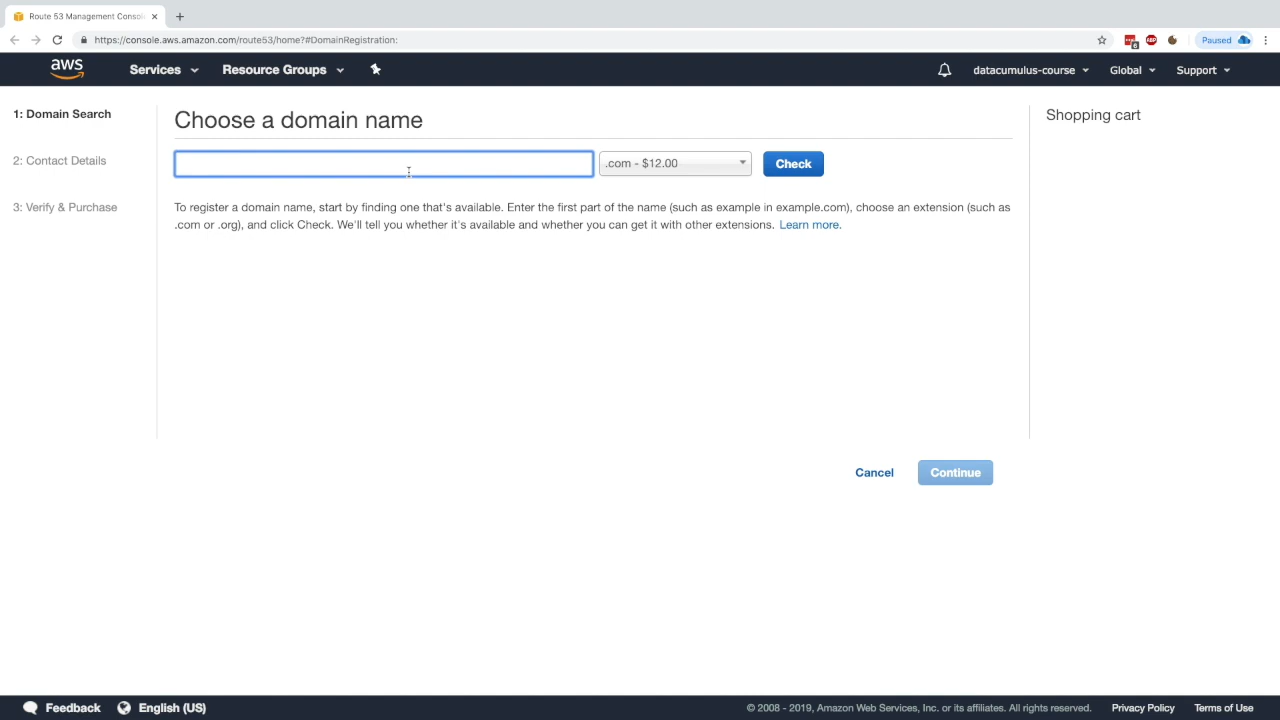 Route 53 Management Consol
https://console.aws.amazon.com/route53/home?#DomainRegistration:
6
ABP
Paused
aws
Services
Resource Groups
datacumulus-course
Global
Support
1: Domain Search
2: Contact Details
3: Verify & Purchase
Choose a domain name
.com - $12.00
Check
To register a domain name, start by finding one that's available. Enter the first part of the name (such as example in example.com), choose an extension (such as
.com or .org), and click Check. We'll tell you whether it's available and whether you can get it with other extensions. Learn more.
Shopping cart
Cancel
Continue
Feedback
English (US)
© 2008 - 2019, Amazon Web Services, Inc. or its affiliates. All rights reserved.
Privacy Policy
Terms of Use